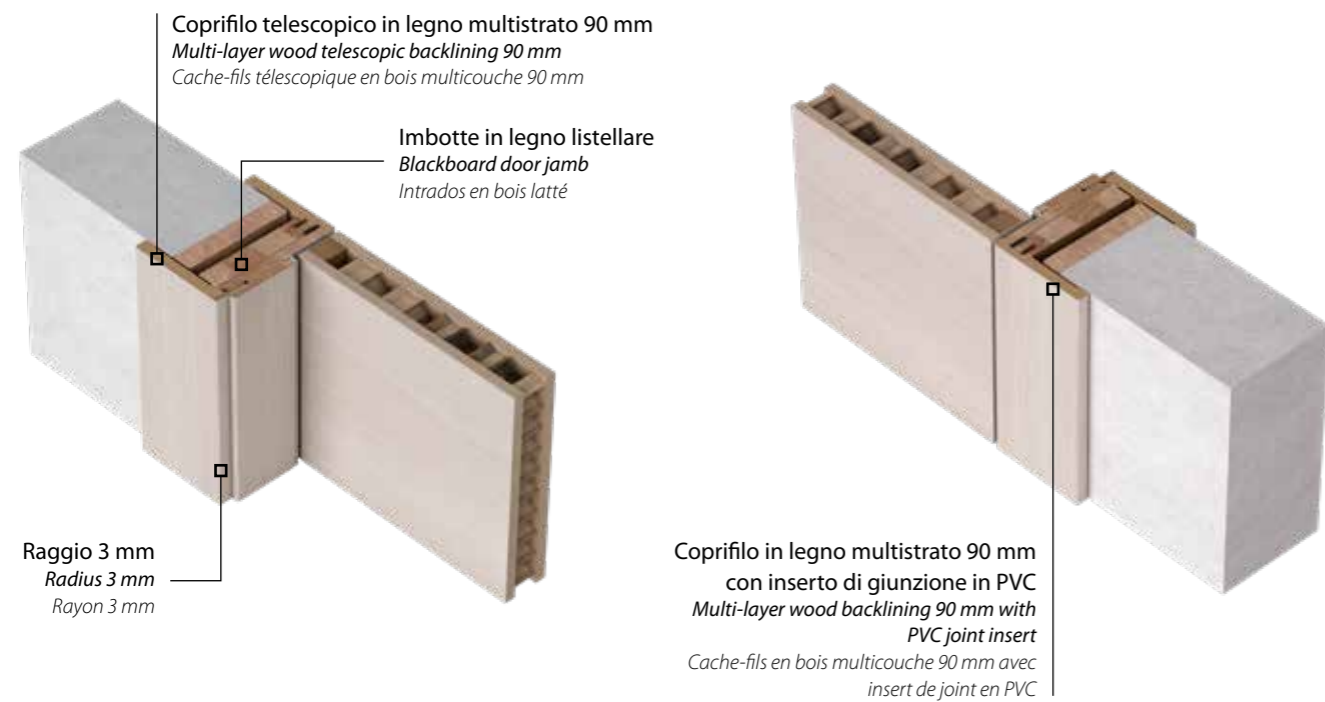 Coprifilo telescopico in legno multistrato 90 mm
Multi-layer wood telescopic backlining 90 mm
Cache-fils télescopique en bois multicouche 90 mm
Imbotte in legno listellare
Blackboard door jamb
Intrados en bois latté
Raggio 3 mm
Radius 3 mm
Rayon 3 mm
Coprifilo in legno multistrato 90 mm
con inserto di giunzione in PVC
Multi-layer wood backlining 90 mm with
PVC joint insert
Cache-fils en bois multicouche 90 mm avec
insert de joint en PVC